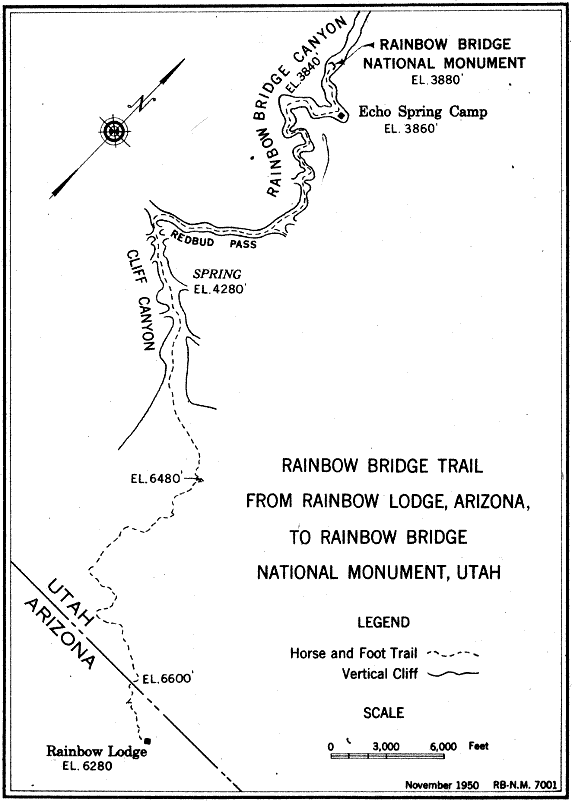 RAINBOW BRIDGE CANYON
EL. 3840'
RAINBOW BRIDGE
NATIONAL MONUMENT
EL. 3880'
Echo Spring Camp
EL. 3860'
N
REDBUD PASS
CLIFF CANYON
SPRING
EL. 4280'
EL. 6480'
RAINBOW BRIDGE TRAIL
FROM RAINBOW LODGE, ARIZONA,
TO RAINBOW BRIDGE
NATIONAL MONUMENT, UTAH
UTAH
ARIZONA
EL. 6600'
Rainbow Lodge
EL. 6280
LEGEND
Horse and Foot Trail
Vertical Cliff
SCALE
0 3,000 6,000 Feet
November 1950 RB-N.M. 7001